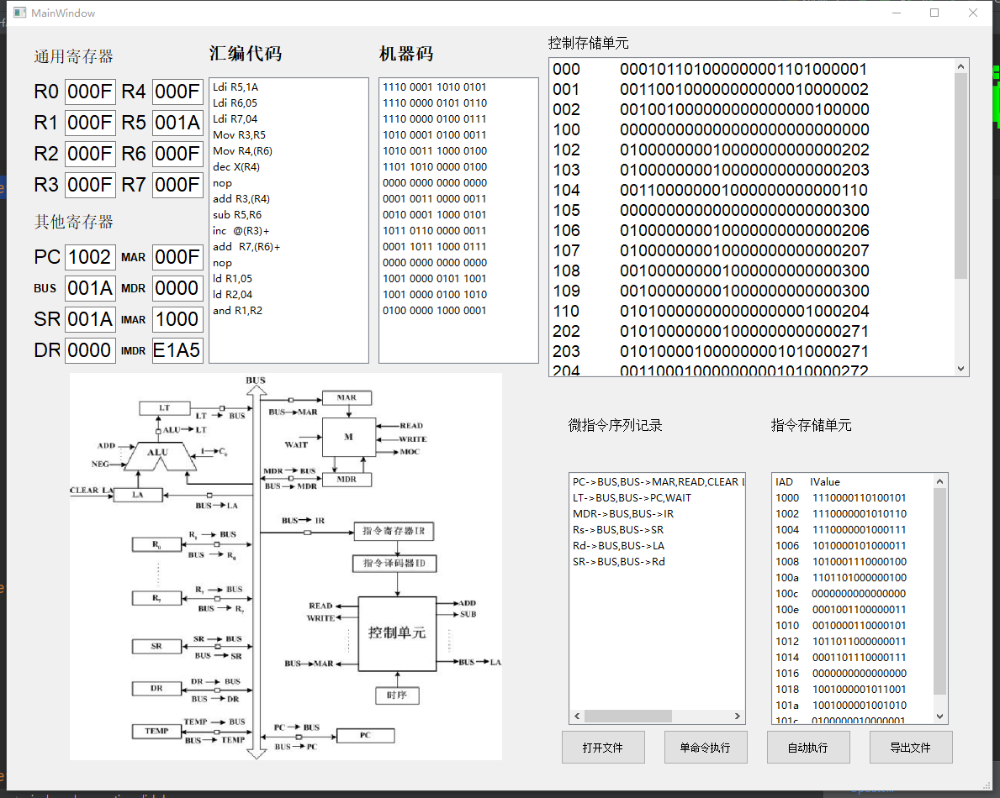 MainWindow
通用寄存器
R0 000F R4 000F
R1 000F R5 001A
R2 000F R6 000F
R3 000F R7 000F
其他寄存器
PC 1002 MAR 000F
BUS 001A MDR 0000
SR 001A IMAR 1000
DR 0000 IMDR E1A5
汇编代码
Ldi R5,1A
Ldi R6,05
Ldi R7,04
Mov R3,R5
Mov R4,(R6)
dec X(R4)
nop
add R3,(R4)
sub R5,R6
inc  @(R3)+
add  R7,(R6)+
nop
ld R1,05
ld R2,04
and R1,R2
机器码
1110 0001 1010 0101
1110 0000 0101 0110
1110 0000 0100 0111
1010 0001 0100 0011
1010 0011 1000 0100
1101 1010 0000 0100
0000 0000 0000 0000
0001 0011 0000 0011
0010 0001 1000 0101
1011 0110 0000 0011
0001 1011 1000 0111
0000 0000 0000 0000
1001 0000 0101 1001
1001 0000 0100 1010
0100 0000 1000 0001
控制存储单元
000 000101101000000001101000001
001 001100100000000000010000002
002 001001000000000000000100000
100 000000000000000000000000000
102 010000000001000000000000202
103 010000000010000000000000203
104 001100000001000000000000110
105 000000000000000000000000300
106 010000000010000000000000206
107 010000000010000000000000207
108 001000000001000000000000300
109 001000000001000000000000300
110 010100000000000000001000204
202 010100000001000000000000271
203 010100001000000001010000271
204 001100010000000001010000272
BUS
LT
LT → BUS
ALU→LT
ADD
ALU
1→C₀
NEG
CLEAR LA
LA
BUS→LA
MAR
BUS→MAR
READ
M
WRITE
WAIT
MOC
MDR→BUS
MDR
BUS→MDR
R₀
R₁ → BUS
BUS → R₀
R₇
R₇ → BUS
BUS → R₇
SR
SR → BUS
BUS → SR
DR
DR → BUS
BUS → DR
TEMP
TEMP → BUS
BUS → TEMP
BUS→ IR
指令寄存器IR
指令译码器ID
READ
ADD
WRITE
SUB
控制单元
BUS→MAR
BUS→LA
时序
PC → BUS
PC
BUS → PC
微指令序列记录
PC->BUS,BUS->MAR,READ,CLEAR L
LT->BUS,BUS->PC,WAIT
MDR->BUS,BUS->IR
Rs->BUS,BUS->SR
Rd->BUS,BUS->LA
SR->BUS,BUS->Rd
指令存储单元
IAD IValue
1000 1110000110100101
1002 1110000001010110
1004 1110000001000111
1006 1010000101000011
1008 1010001110000100
100a 1101101000000100
100c 0000000000000000
100e 0001001100000011
1010 0010000110000101
1012 1011011000000011
1014 0001101110000111
1016 0000000000000000
1018 1001000001011001
101a 1001000001001010
101c 0100000010000001
打开文件
单命令执行
自动执行
导出文件